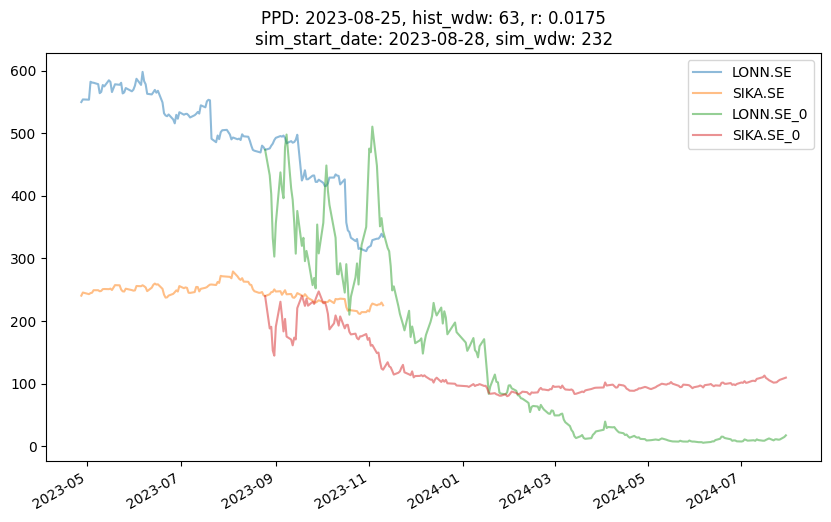 PPD: 2023-08-25, hist_wdw: 63, r: 0.0175
sim_start_date: 2023-08-28, sim_wdw: 232
LONN.SE
SIKA.SE
LONN.SE_0
SIKA.SE_0
600
500
400
300
200
100
0
2023-05
2023-07
2023-09
2023-11
2024-01
2024-03
2024-05
2024-07